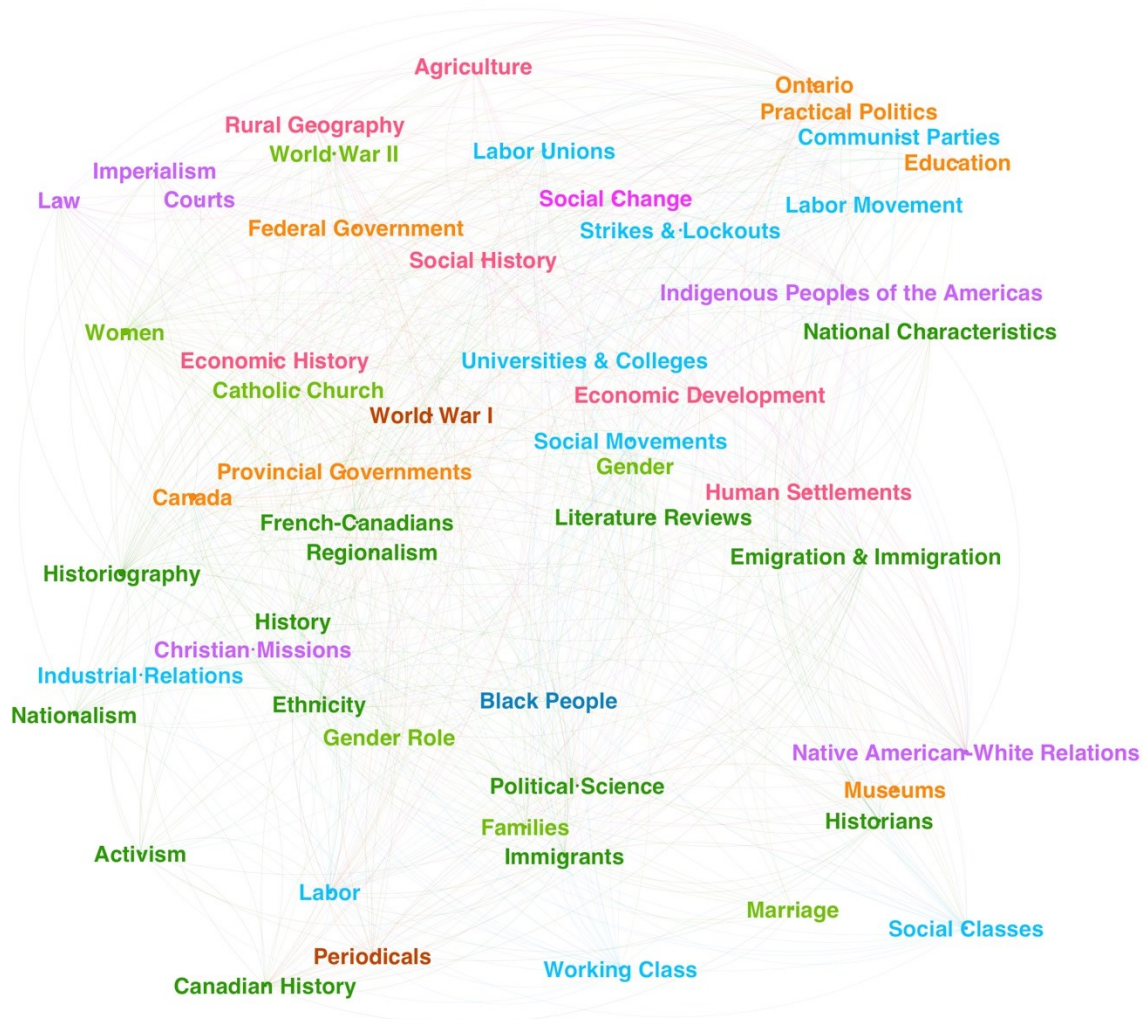 Agriculture
Ontario
Practical Politics
Rural Geography
Communist Parties
World War II
Labor Unions
Education
Imperialism
Law
Courts
Social Change
Labor Movement
Federal Government
Strikes & Lockouts
Social History
Indigenous Peoples of the Americas
Women
National Characteristics
Economic History
Universities & Colleges
Catholic Church
Economic Development
World War I
Social Movements
Gender
Provincial Governments
Canada
Human Settlements
French-Canadians
Literature Reviews
Regionalism
Emigration & Immigration
Historiography
History
Christian Missions
Industrial Relations
Nationalism
Ethnicity
Black People
Gender Role
Native American-White Relations
Political Science
Museums
Families
Historians
Activism
Immigrants
Labor
Marriage
Social Classes
Periodicals
Working Class
Canadian History